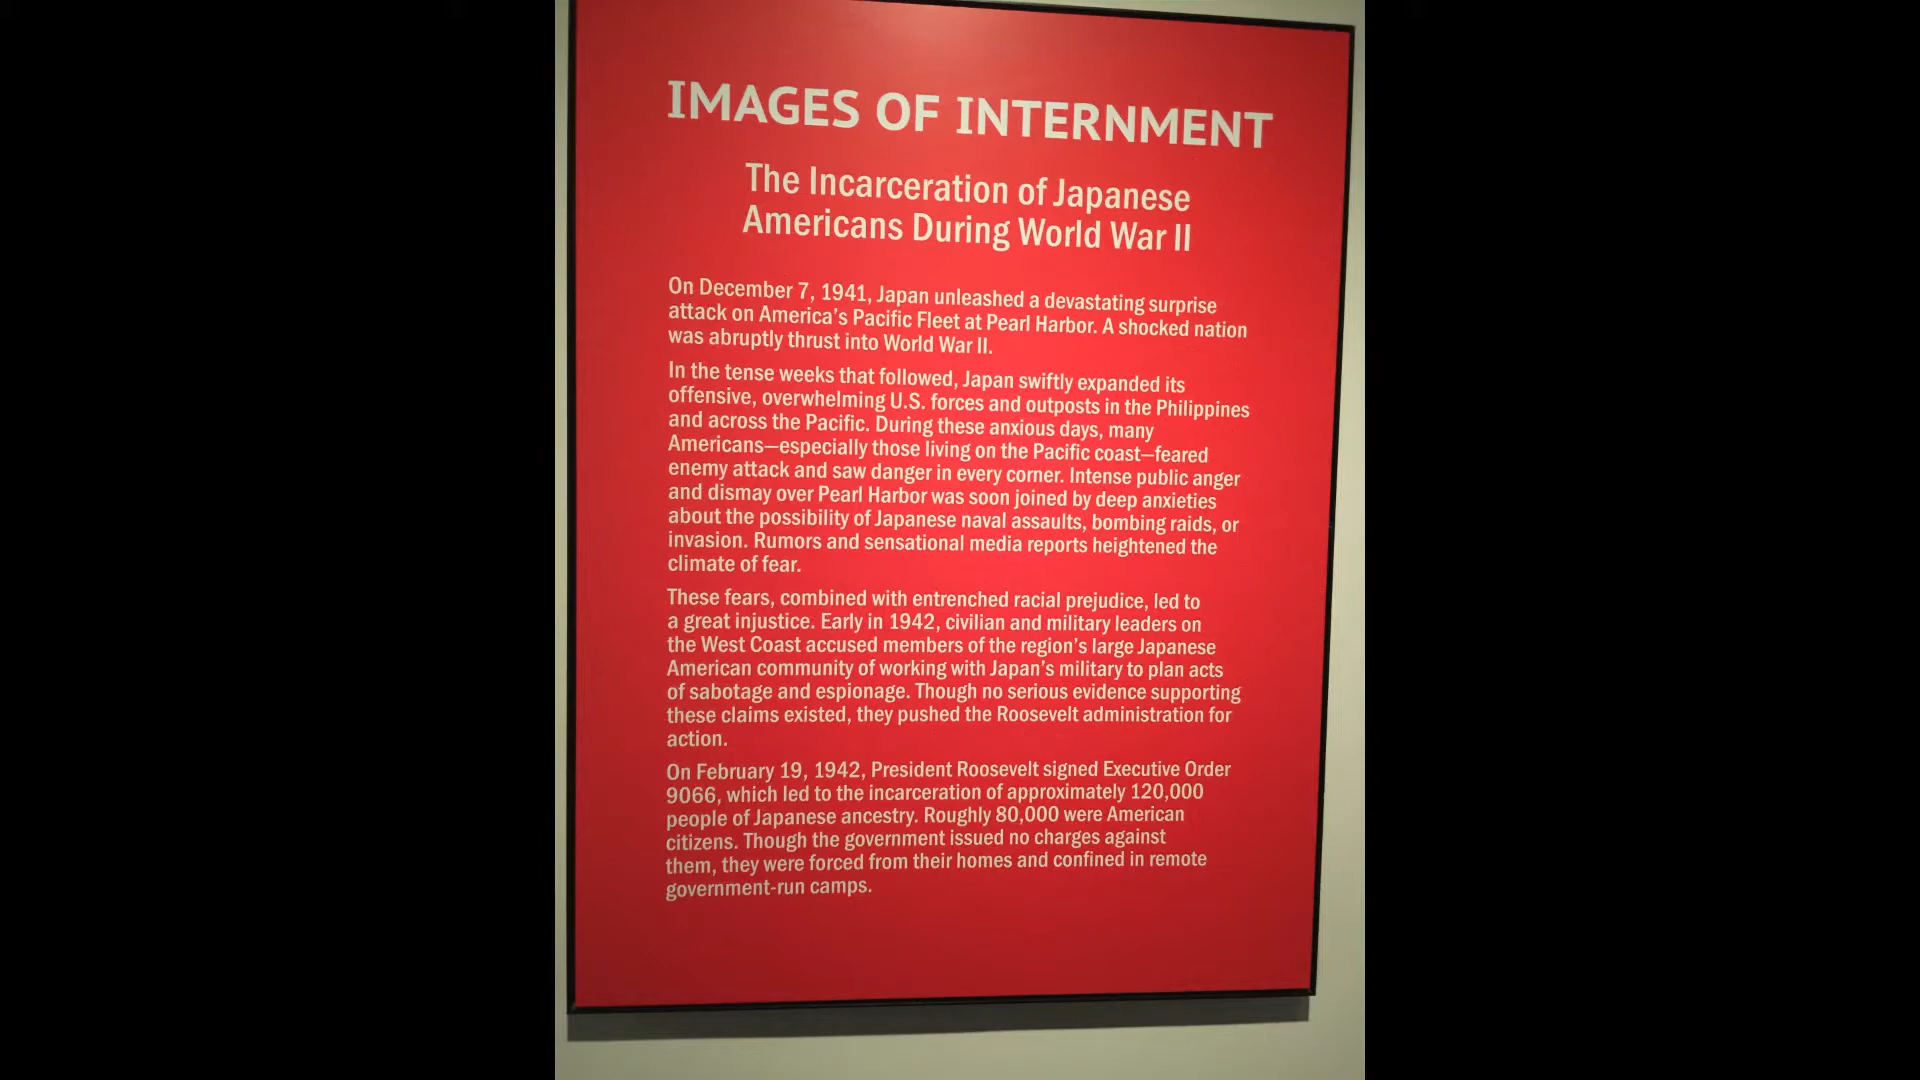 IMAGES OF INTERNMENT
The Incarceration of Japanese
Americans During World War II
On December 7, 1941, Japan unleashed a devastating surprise
attack on America's Pacific Fleet at Pearl Harbor. A shocked nation
was abruptly thrust into World War II.
In the tense weeks that followed, Japan swiftly expanded its
offensive, overwhelming U.S. forces and outposts in the Philippines
and across the Pacific. During these anxious days, many
Americans—especially those living on the Pacific coast—feared
enemy attack and saw danger in every corner. Intense public anger
and dismay over Pearl Harbor was soon joined by deep anxieties
about the possibility of Japanese naval assaults, bombing raids, or
invasion. Rumors and sensational media reports heightened the
climate of fear.
These fears, combined with entrenched racial prejudice, led to
a great injustice. Early in 1942, civilian and military leaders on
the West Coast accused members of the region's large Japanese
American community of working with Japan's military to plan acts
of sabotage and espionage. Though no serious evidence supporting
these claims existed, they pushed the Roosevelt administration for
action.
On February 19, 1942, President Roosevelt signed Executive Order
9066, which led to the incarceration of approximately 120,000
people of Japanese ancestry. Roughly 80,000 were American
citizens. Though the government issued no charges against
them, they were forced from their homes and confined in remote
government-run camps.